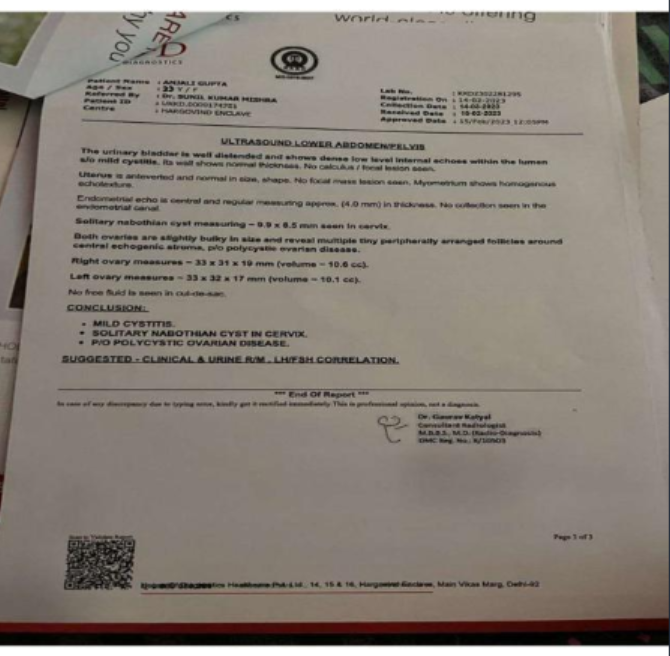 CS
World
offering
ARE
hy you
D
DIAGNOSTICS
Patient Name : ANJALI GUPTA
Age / Sex : 33 Y / F
Referred By : Dr. SUNIL KUMAR MISHRA
Patient ID
Centre : HARGOVIND ENCLAVE
Lab No.
Registration On : 14-02-2023
Collection Date : 14-02-2023
Received Date
Approved Date : 15/Feb/2023 12:05PM
ULTRASOUND LOWER ABDOMEN/PELVIS
The urinary bladder is well distended and shows dense low level internal echoes within the lumen
s/o mild cystitis. Its wall shows normal thickness. No calculus / focal lesion seen.
Uterus is anteverted and normal in size, shape. No focal mass lesion seen. Myometrium shows homogenous
echotexture.
Endometrial echo is central and regular measuring approx. (4.0 mm) in thickness. No collection seen in the
endometrial canal.
Solitary nabothian cyst measuring ~ 9.9 x 8.5 mm seen in cervix.
Both ovaries are slightly bulky in size and reveal multiple tiny peripherally arranged follicles around
central echogenic stroma, p/o polycystic ovarian disease.
Right ovary measures ~ 33 x 31 x 19 mm (volume ~ 10.6 cc).
Left ovary measures ~ 33 x 32 x 17 mm (volume ~ 10.1 cc).
No free fluid is seen in cul-de-sac.
CONCLUSION:
• MILD CYSTITIS.
• SOLITARY NABOTHIAN CYST IN CERVIX.
• P/O POLYCYSTIC OVARIAN DISEASE.
SUGGESTED - CLINICAL & URINE R/M , LH/FSH CORRELATION.
*** End Of Report ***
In case of any discrepancy due to typing error, kindly get it rectified immediately. This is professional opinion, not a diagnosis.
Dr. Gaurav Katyal
Consultant Radiologist
M.B.B.S., M.D. (Radio-Diagnosis)
DMC Reg. No.:
Scan to Validate Report
Page 1 of 3
Healthcare Pvt. Ltd., 14, 15 & 16, Hargovind Enclave, Main Vikas Marg, Delhi-92